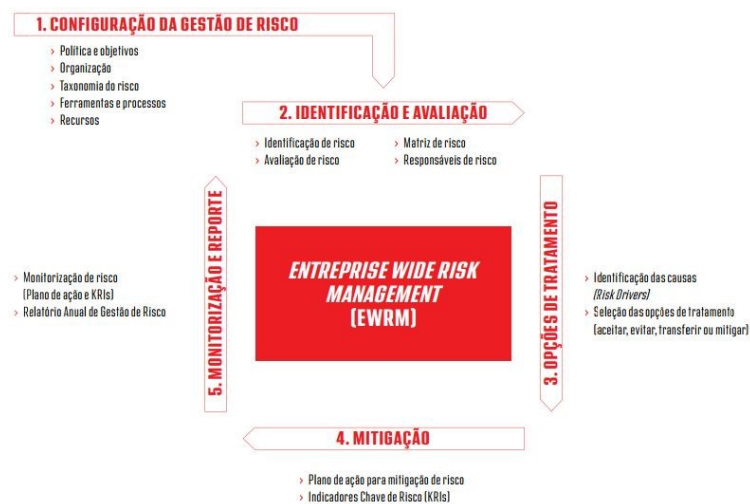 1. CONFIGURAÇÃO DA GESTÃO DE RISCO
› Política e objetivos
› Organização
› Taxonomia do risco
› Ferramentas e processos
› Recursos
2. IDENTIFICAÇÃO E AVALIAÇÃO
› Identificação de risco
› Avaliação de risco
› Matriz de risco
› Responsáveis de risco
3. OPÇÕES DE TRATAMENTO
› Identificação das causas
(Risk Drivers)
› Seleção das opções de tratamento
(aceitar, evitar, transferir ou mitigar)
ENTREPRISE WIDE RISK
MANAGEMENT
(EWRM)
4. MITIGAÇÃO
› Plano de ação para mitigação de risco
› Indicadores Chave de Risco (KRIs)
5. MONITORIZAÇÃO E REPORTE
› Monitorização de risco
(Plano de ação e KRIs)
› Relatório Anual de Gestão de Risco